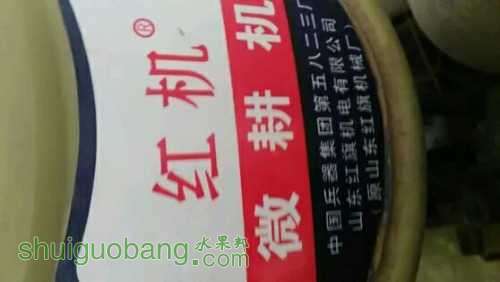 红机®
微耕机
中国兵器集团第五八二三厂
山东红旗机电有限公司
（原山东红旗机械厂）
shuiguobang.com
水果邦